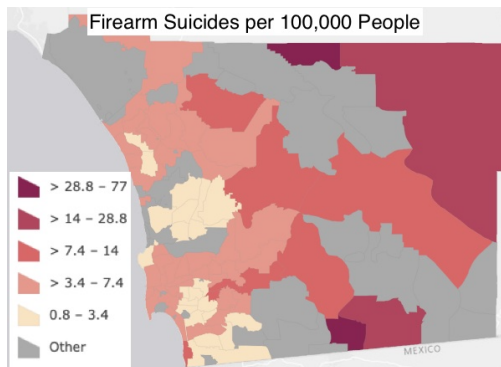 Firearm Suicides per 100,000 People
> 28.8 – 77
> 14 – 28.8
> 7.4 – 14
> 3.4 – 7.4
0.8 – 3.4
Other
MEXICO